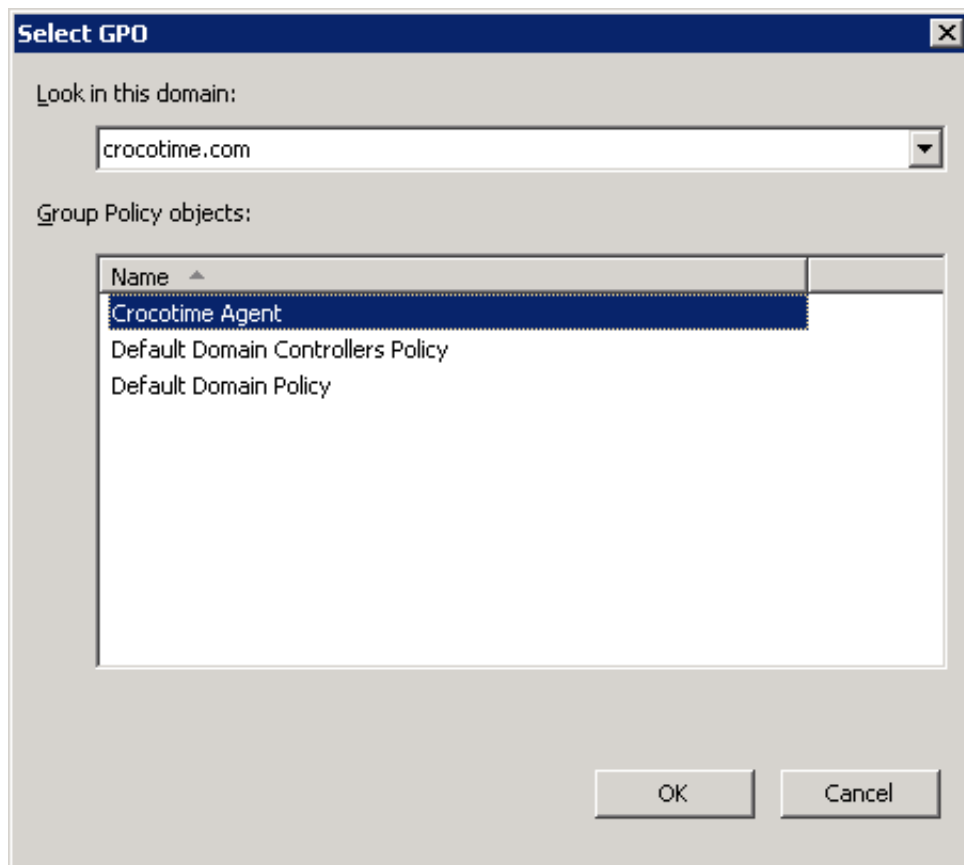 Select GPO
Look in this domain:
crocotime.com
Group Policy objects:
Name
Crocotime Agent
Default Domain Controllers Policy
Default Domain Policy
OK Cancel